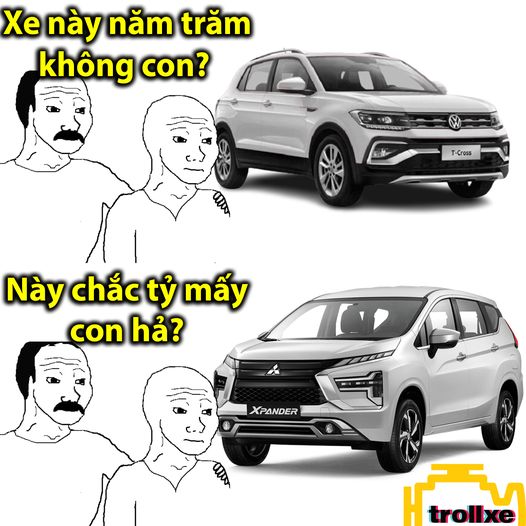 Xe này năm trăm
không con?
T-Cross
Này chắc tỷ mấy
con hả?
XPANDER
trollxe